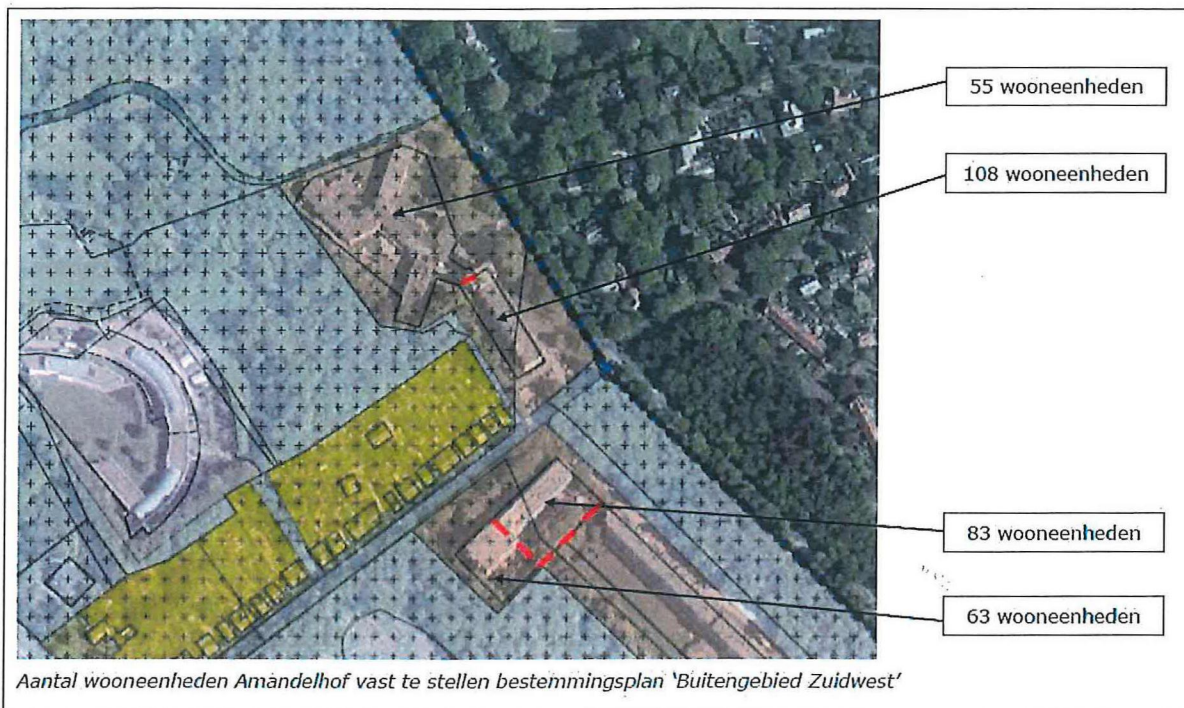 55 wooneenheden
108 wooneenheden
83 wooneenheden
63 wooneenheden
Aantal wooneenheden Amandelhof vast te stellen bestemmingsplan ‘Buitengebied Zuidwest’